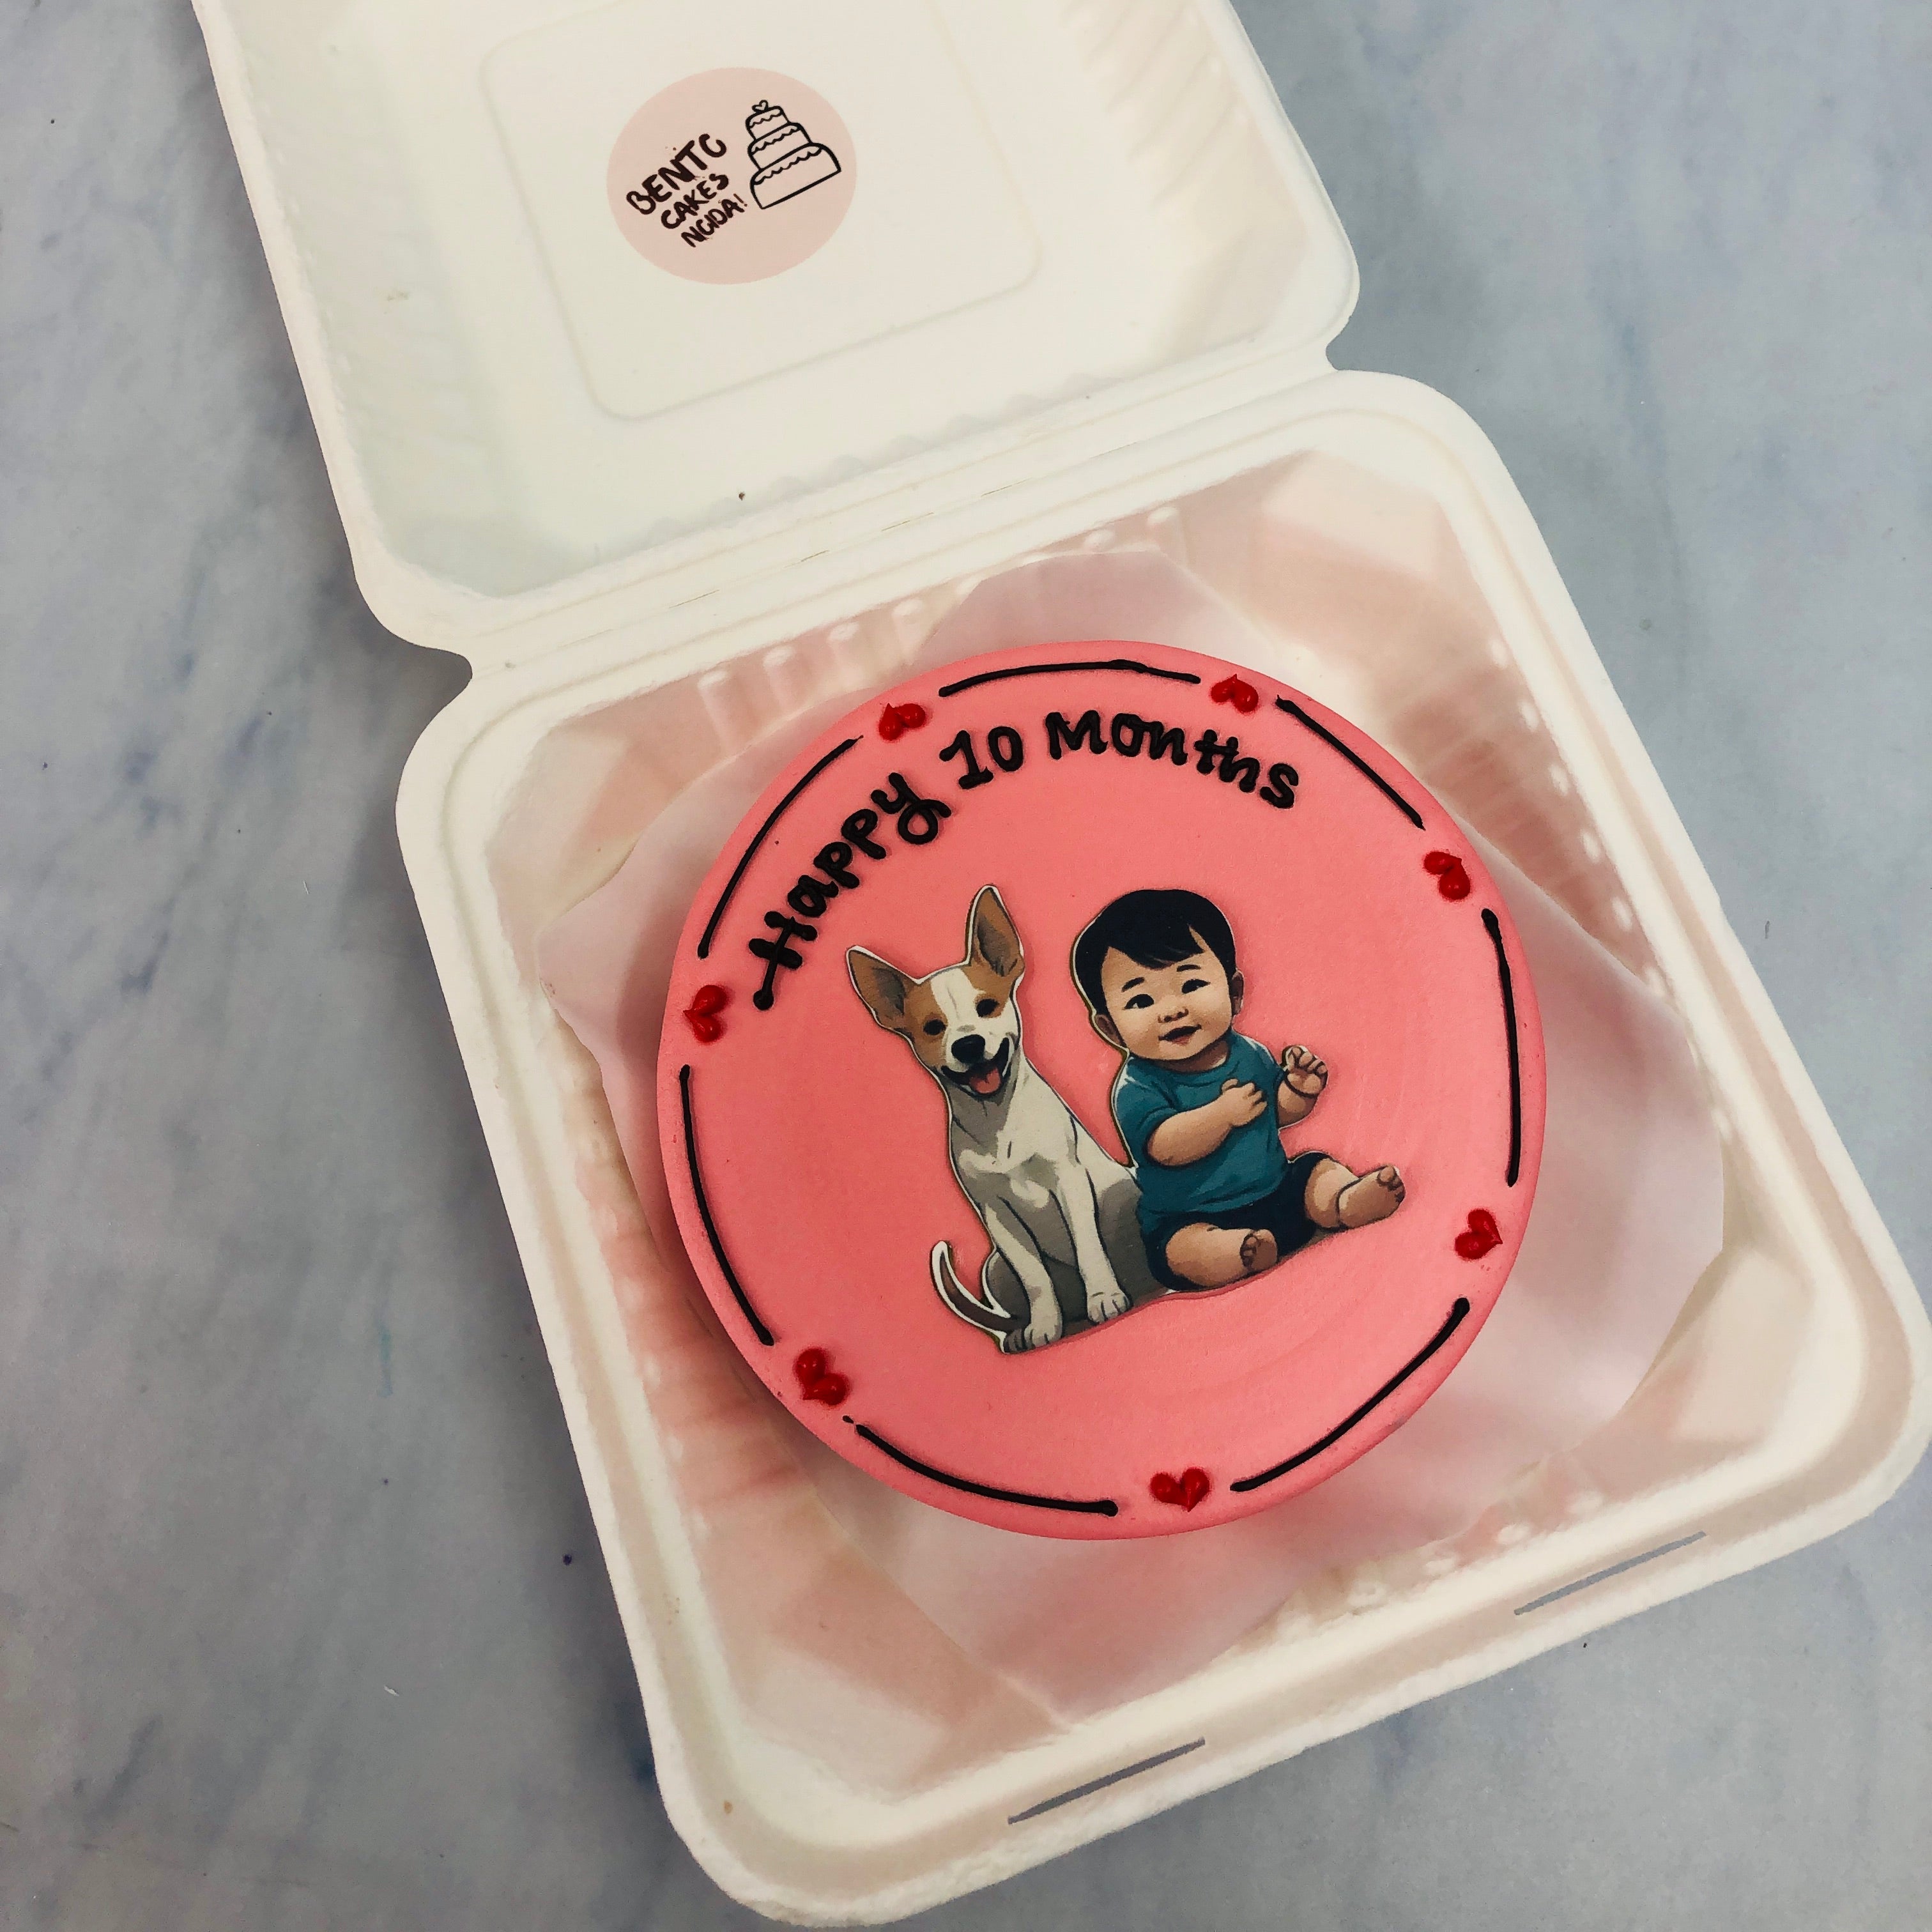 BENTO
CAKES
NOIDA!
Happy 10 Months